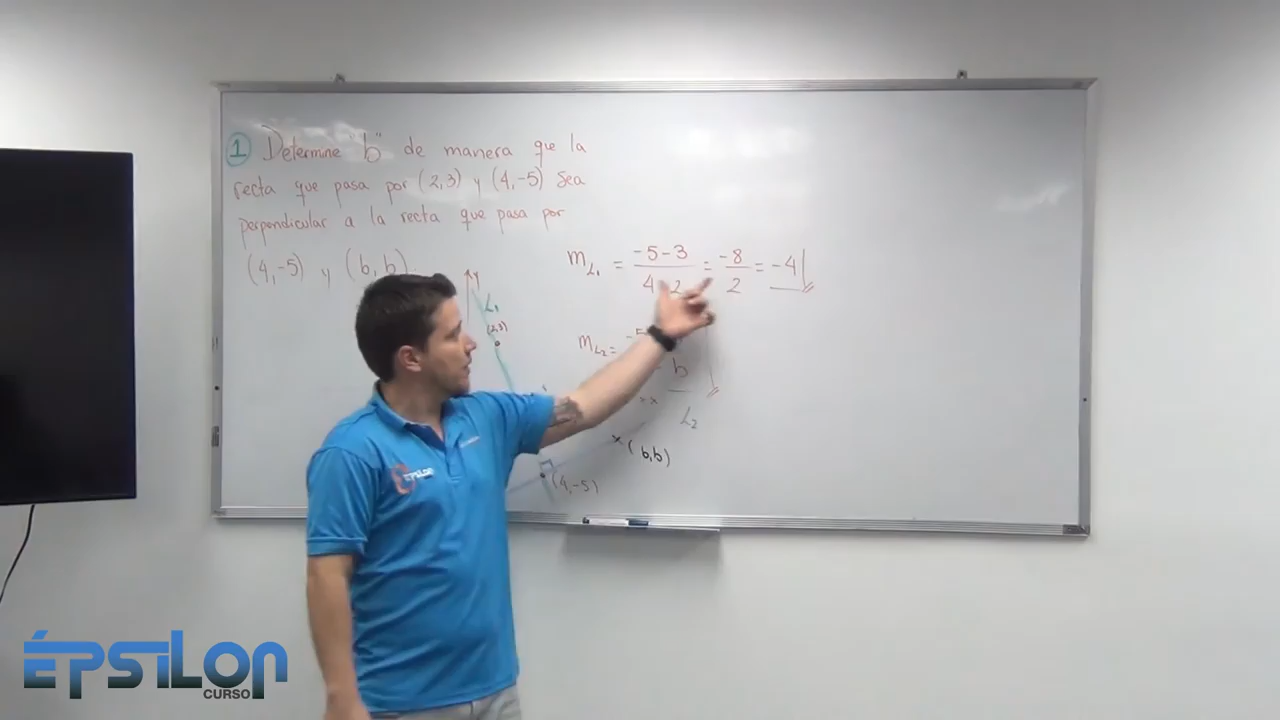 1 Determine "b" de manera que la
recta que pasa por (2,3) y (4,-5) sea
perpendicular a la recta que pasa por
(4,-5) y (b,b).
m_L₁ = -5-3 / 4-2 = -8 / 2 = -4
y
L₁
(2,3)
m_L₂ = -5
b
L₂
(b,b)
(4,-5)
ÉPSILON
ÉPSILON
CURSO